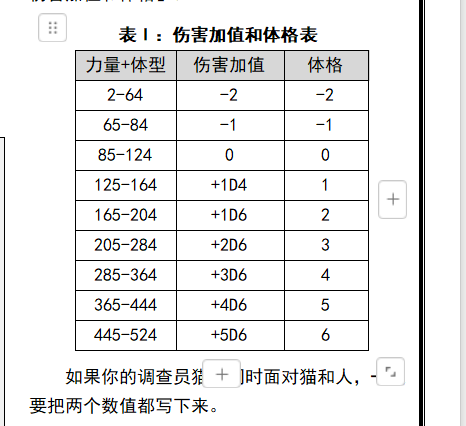 表 1：伤害加值和体格表
力量+体型 伤害加值 体格
2-64 -2 -2
65-84 -1 -1
85-124 0 0
125-164 +1D4 1
165-204 +1D6 2
205-284 +2D6 3
285-364 +3D6 4
365-444 +4D6 5
445-524 +5D6 6
如果你的调查员猫 时面对猫和人，
要把两个数值都写下来。